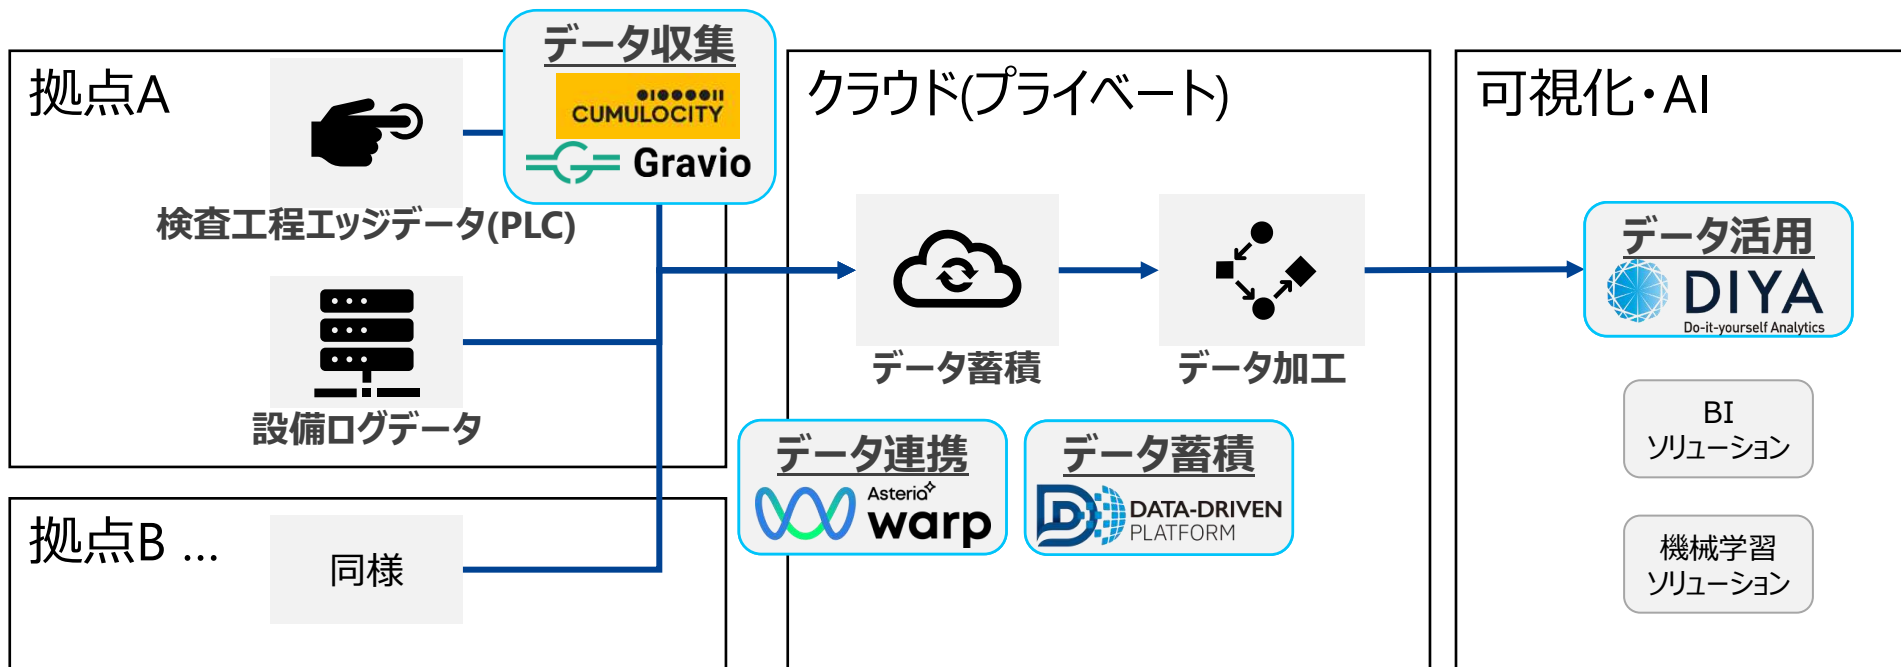 拠点A
データ収集
CUMULOCITY
Gravio
検査工程エッジデータ(PLC)
設備ログデータ
拠点B ...
同様
クラウド(プライベート)
データ蓄積
データ加工
データ連携
Asteria
warp
データ蓄積
DATA-DRIVEN
PLATFORM
可視化・AI
データ活用
DIYA
Do-it-yourself Analytics
BI
ソリューション
機械学習
ソリューション